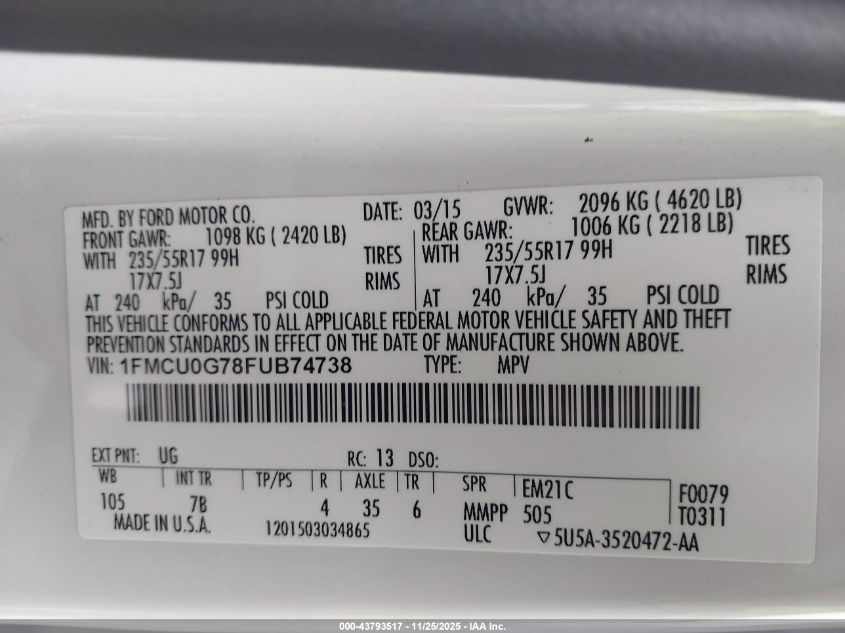 MFD. BY FORD MOTOR CO. DATE: 03/15 GVWR: 2096 KG ( 4620 LB)
FRONT GAWR: 1098 KG ( 2420 LB) REAR GAWR: 1006 KG ( 2218 LB)
WITH 235/55R17 99H TIRES WITH 235/55R17 99H TIRES
17X7.5J RIMS 17X7.5J RIMS
AT 240 kPa/ 35 PSI COLD AT 240 kPa/ 35 PSI COLD
THIS VEHICLE CONFORMS TO ALL APPLICABLE FEDERAL MOTOR VEHICLE SAFETY AND THEFT
PREVENTION STANDARDS IN EFFECT ON THE DATE OF MANUFACTURE SHOWN ABOVE.
VIN: 1FMCU0G78FUB74738 TYPE: MPV
EXT PNT: UG RC: 13 DSO:
WB INT TR TP/PS R AXLE TR SPR EM21C F0079
105 7B 4 35 6 MMPP 505 T0311
MADE IN U.S.A. 1201503034865 ULC ▽5U5A-3520472-AA
000-43793517 - 11/25/2025 - IAA Inc.